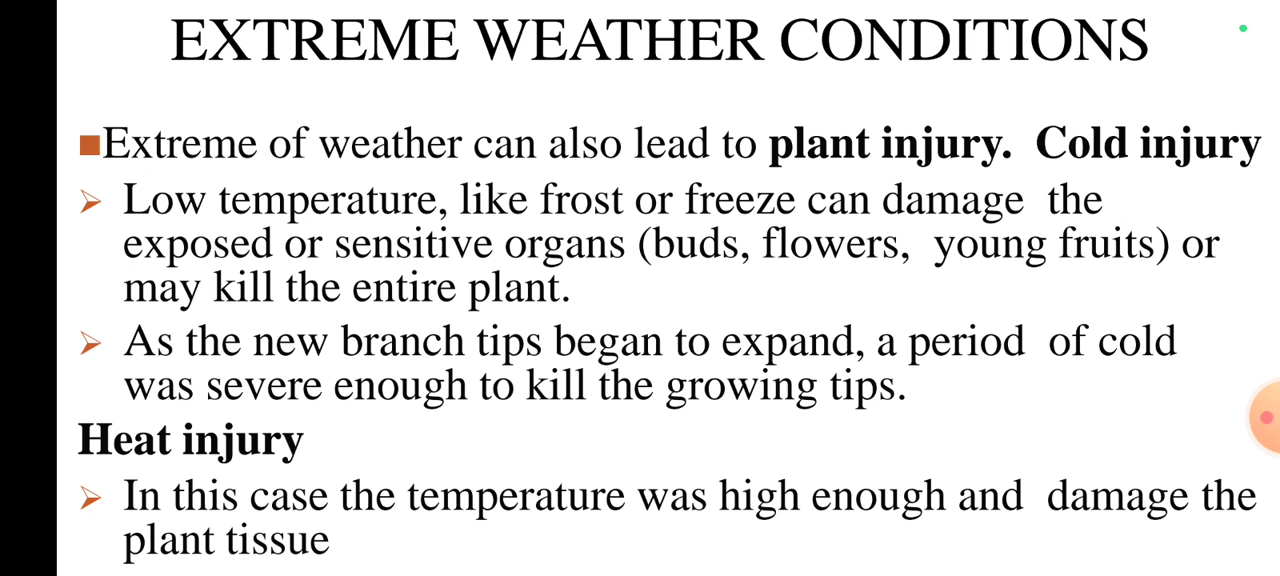 EXTREME WEATHER CONDITIONS
■Extreme of weather can also lead to plant injury. Cold injury
➢ Low temperature, like frost or freeze can damage the
exposed or sensitive organs (buds, flowers, young fruits) or
may kill the entire plant.
➢ As the new branch tips began to expand, a period of cold
was severe enough to kill the growing tips.
Heat injury
➢ In this case the temperature was high enough and damage the
plant tissue